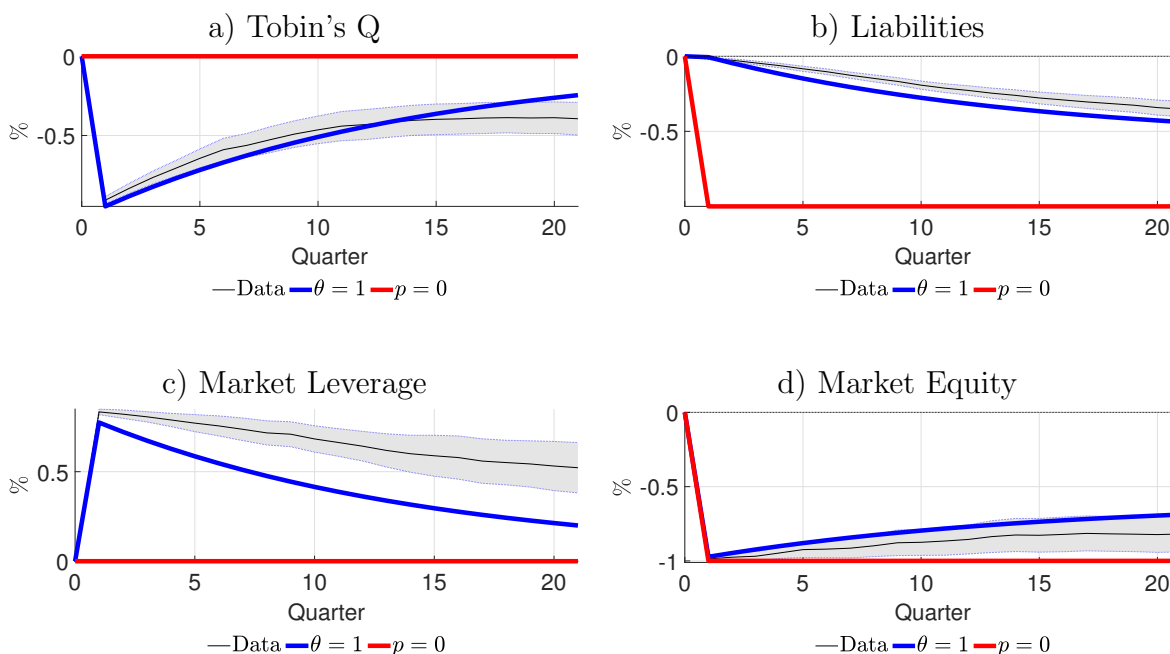 a) Tobin's Q
0
-0.5
%
0 5 10 15 20
Quarter
Data θ = 1 p = 0
b) Liabilities
0
-0.5
%
0 5 10 15 20
Quarter
Data θ = 1 p = 0
c) Market Leverage
0.5
0
%
0 5 10 15 20
Quarter
Data θ = 1 p = 0
d) Market Equity
0
-0.5
-1
%
0 5 10 15 20
Quarter
Data θ = 1 p = 0